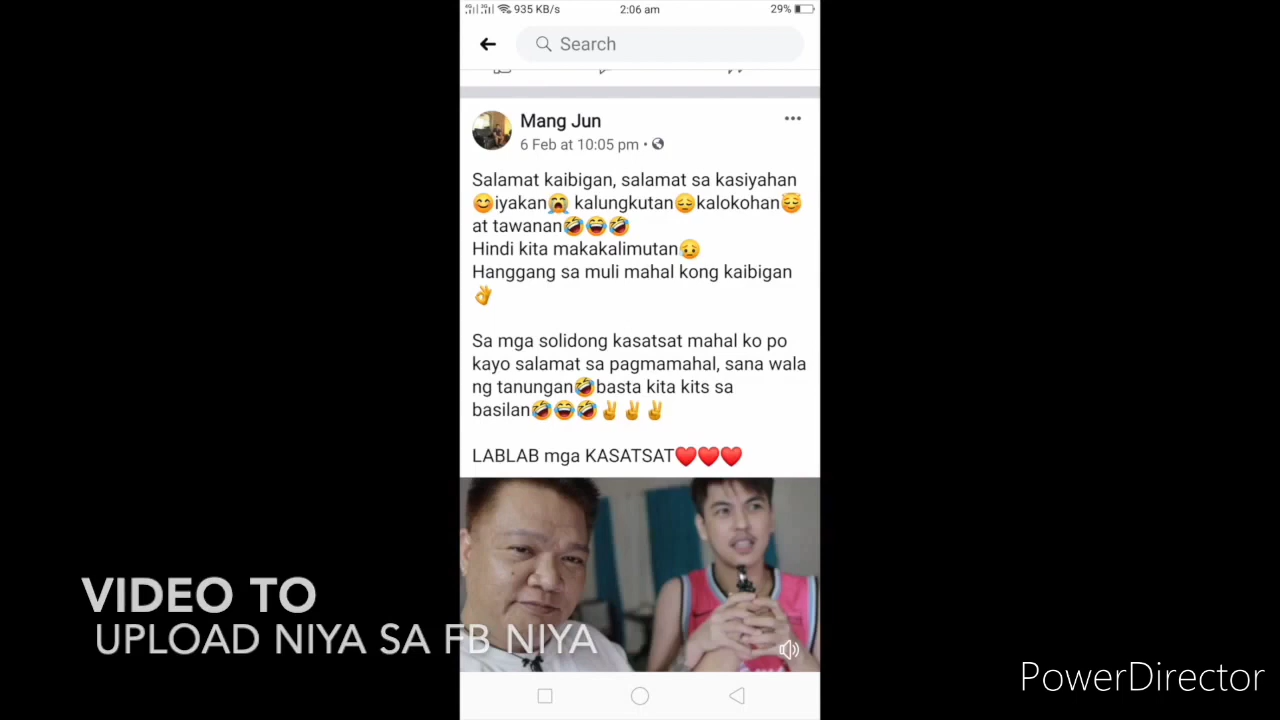 935 KB/s 2:06 am 29%
Search
Mang Jun
6 Feb at 10:05 pm
Salamat kaibigan, salamat sa kasiyahan
😊iyakan😭 kalungkutan😔kalokohan😇
at tawanan🤣😂🤣
Hindi kita makakalimutan😥
Hanggang sa muli mahal kong kaibigan
👌
Sa mga solidong kasatsat mahal ko po
kayo salamat sa pagmamahal, sana wala
ng tanungan🤣basta kita kits sa
basilan🤣😂🤣✌✌✌
LABLAB mga KASATSAT❤❤❤
VIDEO TO
UPLOAD NIYA SA FB NIYA
PowerDirector